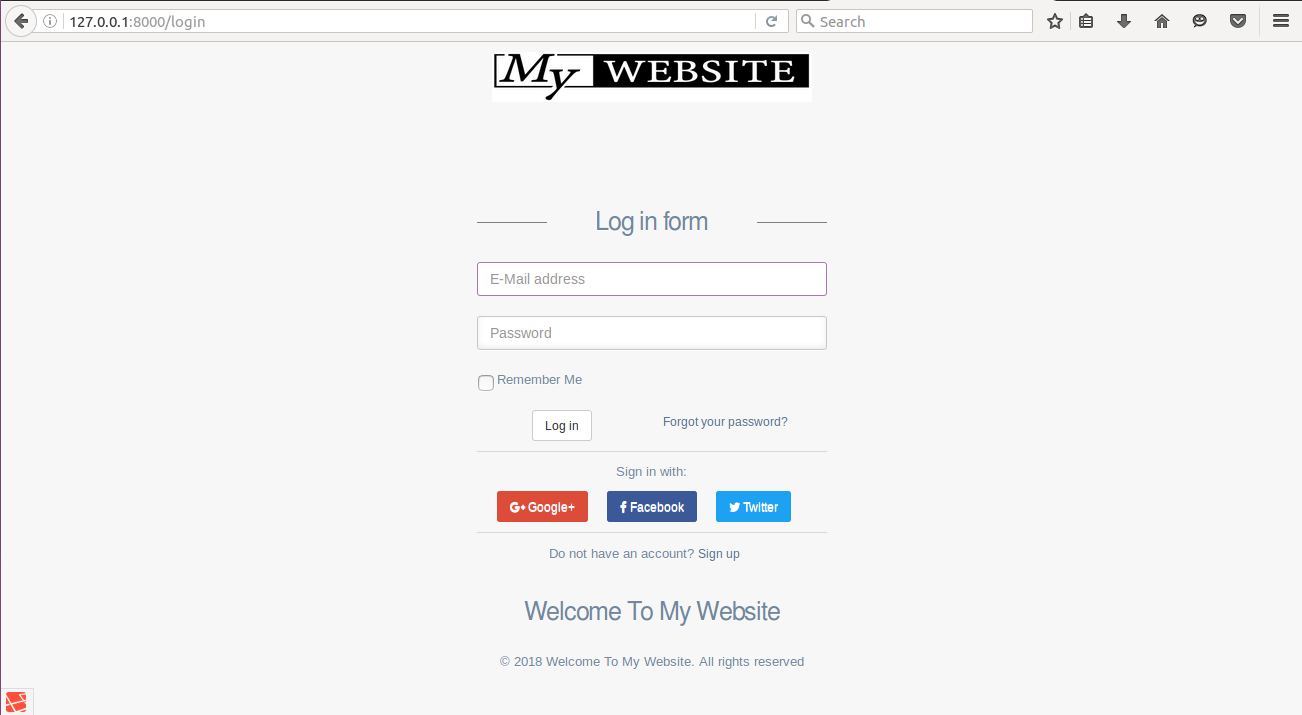 127.0.0.1:8000/login
Search
My WEBSITE
Log in form
E-Mail address
Password
Remember Me
Log in
Forgot your password?
Sign in with:
G+ Google+
f Facebook
Twitter
Do not have an account? Sign up
Welcome To My Website
© 2018 Welcome To My Website. All rights reserved